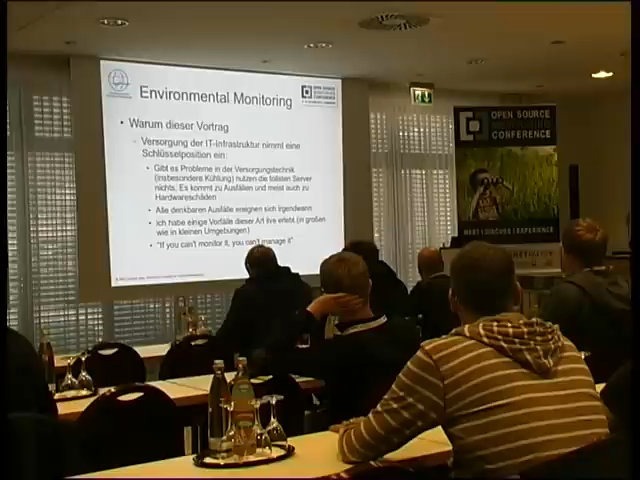 Environmental Monitoring
• Warum dieser Vortrag
- Versorgung der IT-Infrastruktur nimmt eine
Schlüsselposition ein:
• Gibt es Probleme in der Versorgungstechnik
(insbesondere Kühlung) nutzen die tollsten Server
nichts. Es kommt zu Ausfällen und meist auch zu
Hardwareschäden
• Alle denkbaren Ausfälle ereignen sich irgendwann
• ich habe einige Vorfälle dieser Art live erlebt (in großen
wie in kleinen Umgebungen)
• "If you can't monitor it, you can't manage it"
OPEN SOURCE
CONFERENCE
MEET | DISCUSS | EXPERIENCE